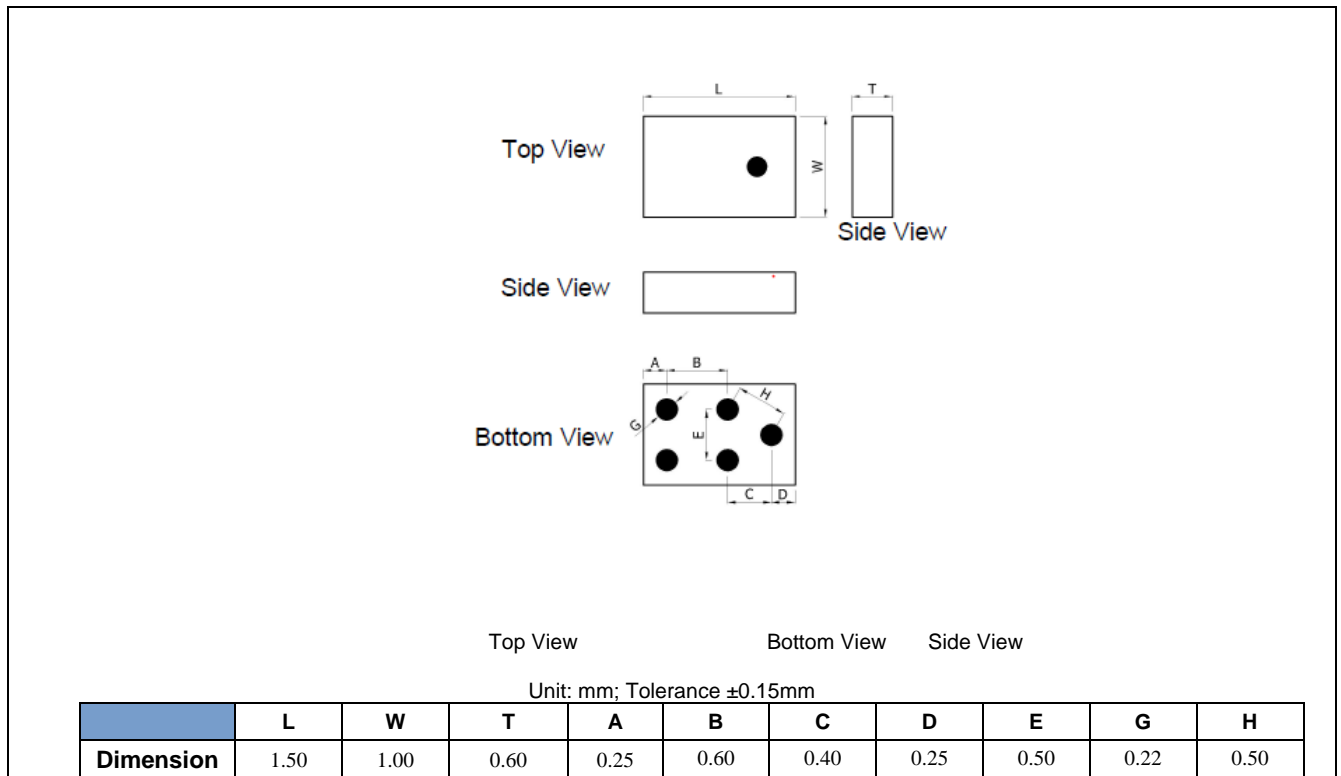 L
T
Top View
W
Side View
Side View
A B
H
G
E
Bottom View
C D
Top View Bottom View Side View
Unit: mm; Tolerance ±0.15mm
L W T A B C D E G H
Dimension 1.50 1.00 0.60 0.25 0.60 0.40 0.25 0.50 0.22 0.50